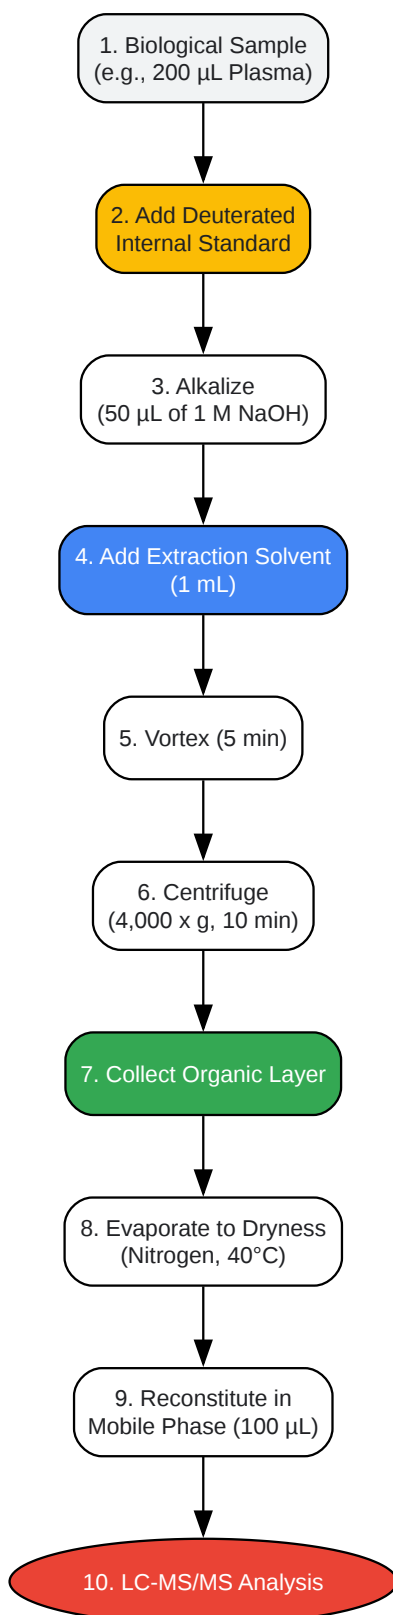 1. Biological Sample
(e.g., 200 µL Plasma)
2. Add Deuterated
Internal Standard
3. Alkalize
(50 µL of 1 M NaOH)
4. Add Extraction Solvent
(1 mL)
5. Vortex (5 min)
6. Centrifuge
(4,000 x g, 10 min)
7. Collect Organic Layer
8. Evaporate to Dryness
(Nitrogen, 40°C)
9. Reconstitute in
Mobile Phase (100 µL)
10. LC-MS/MS Analysis